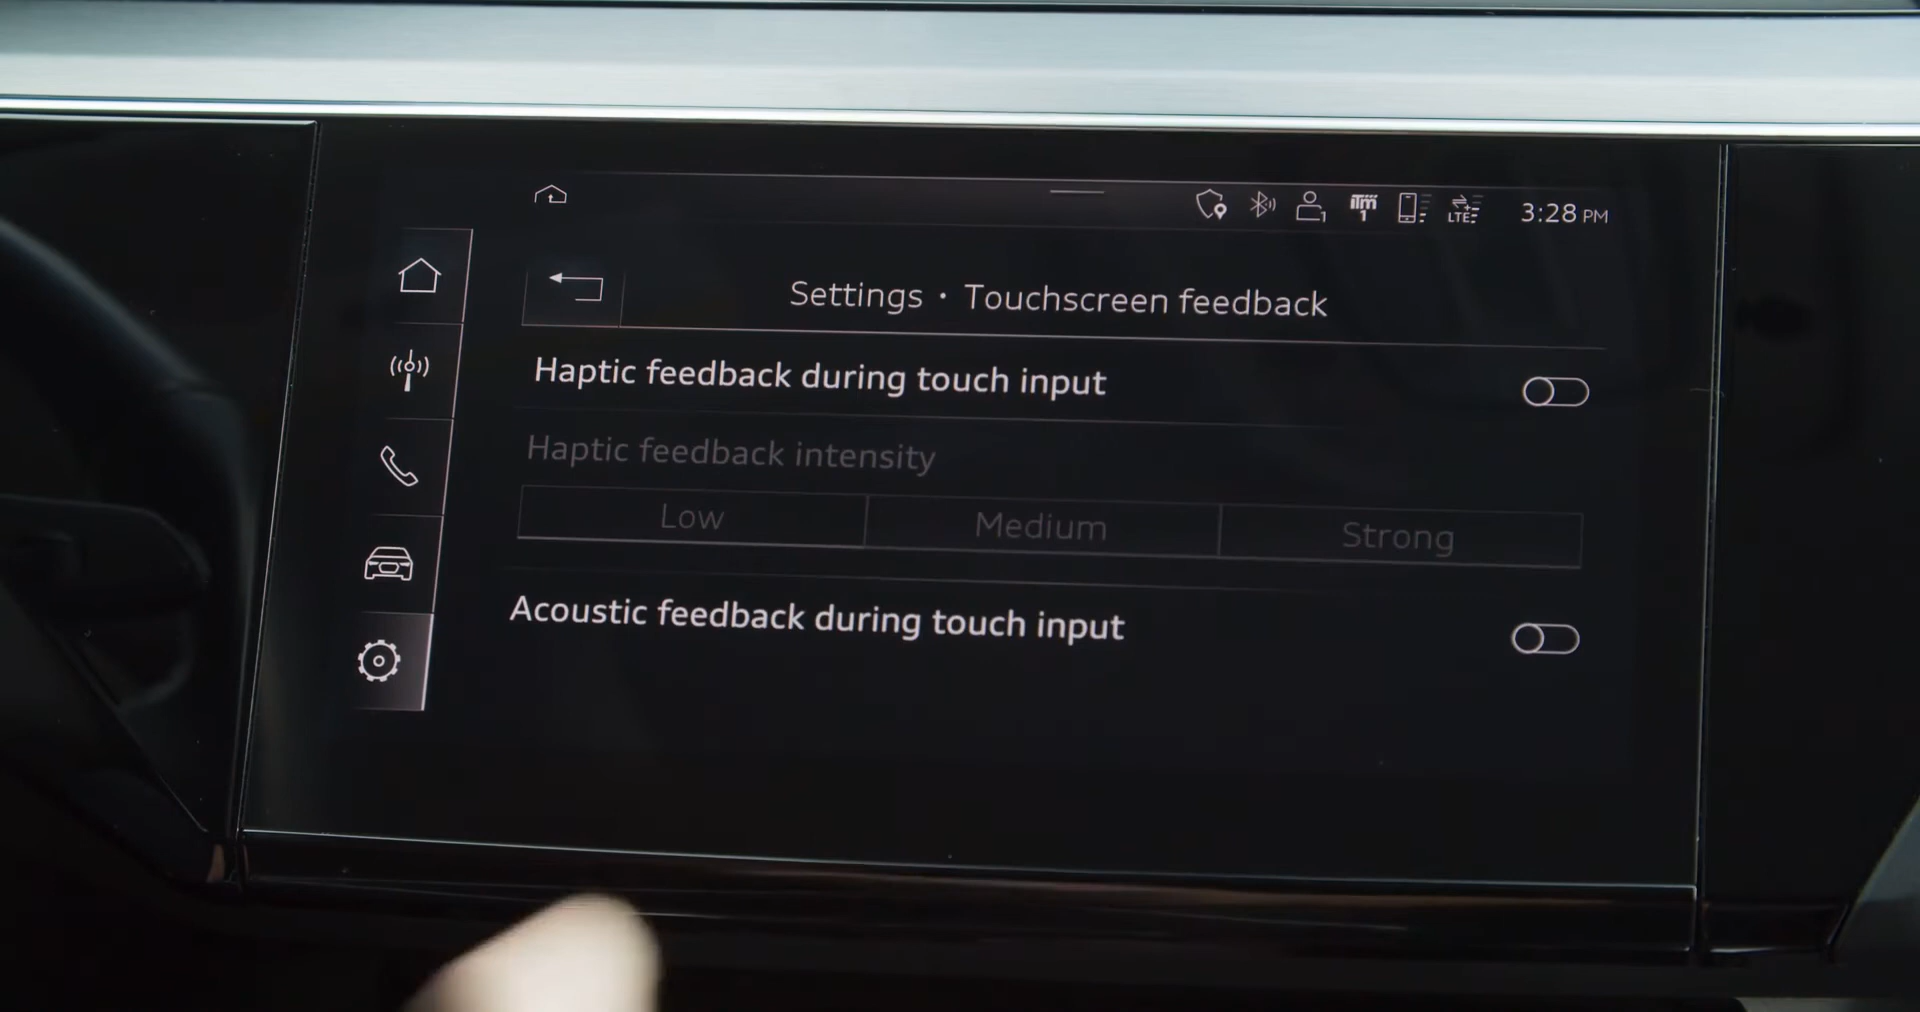 LTE 3:28 PM
Settings • Touchscreen feedback
Haptic feedback during touch input
Haptic feedback intensity
Low Medium Strong
Acoustic feedback during touch input